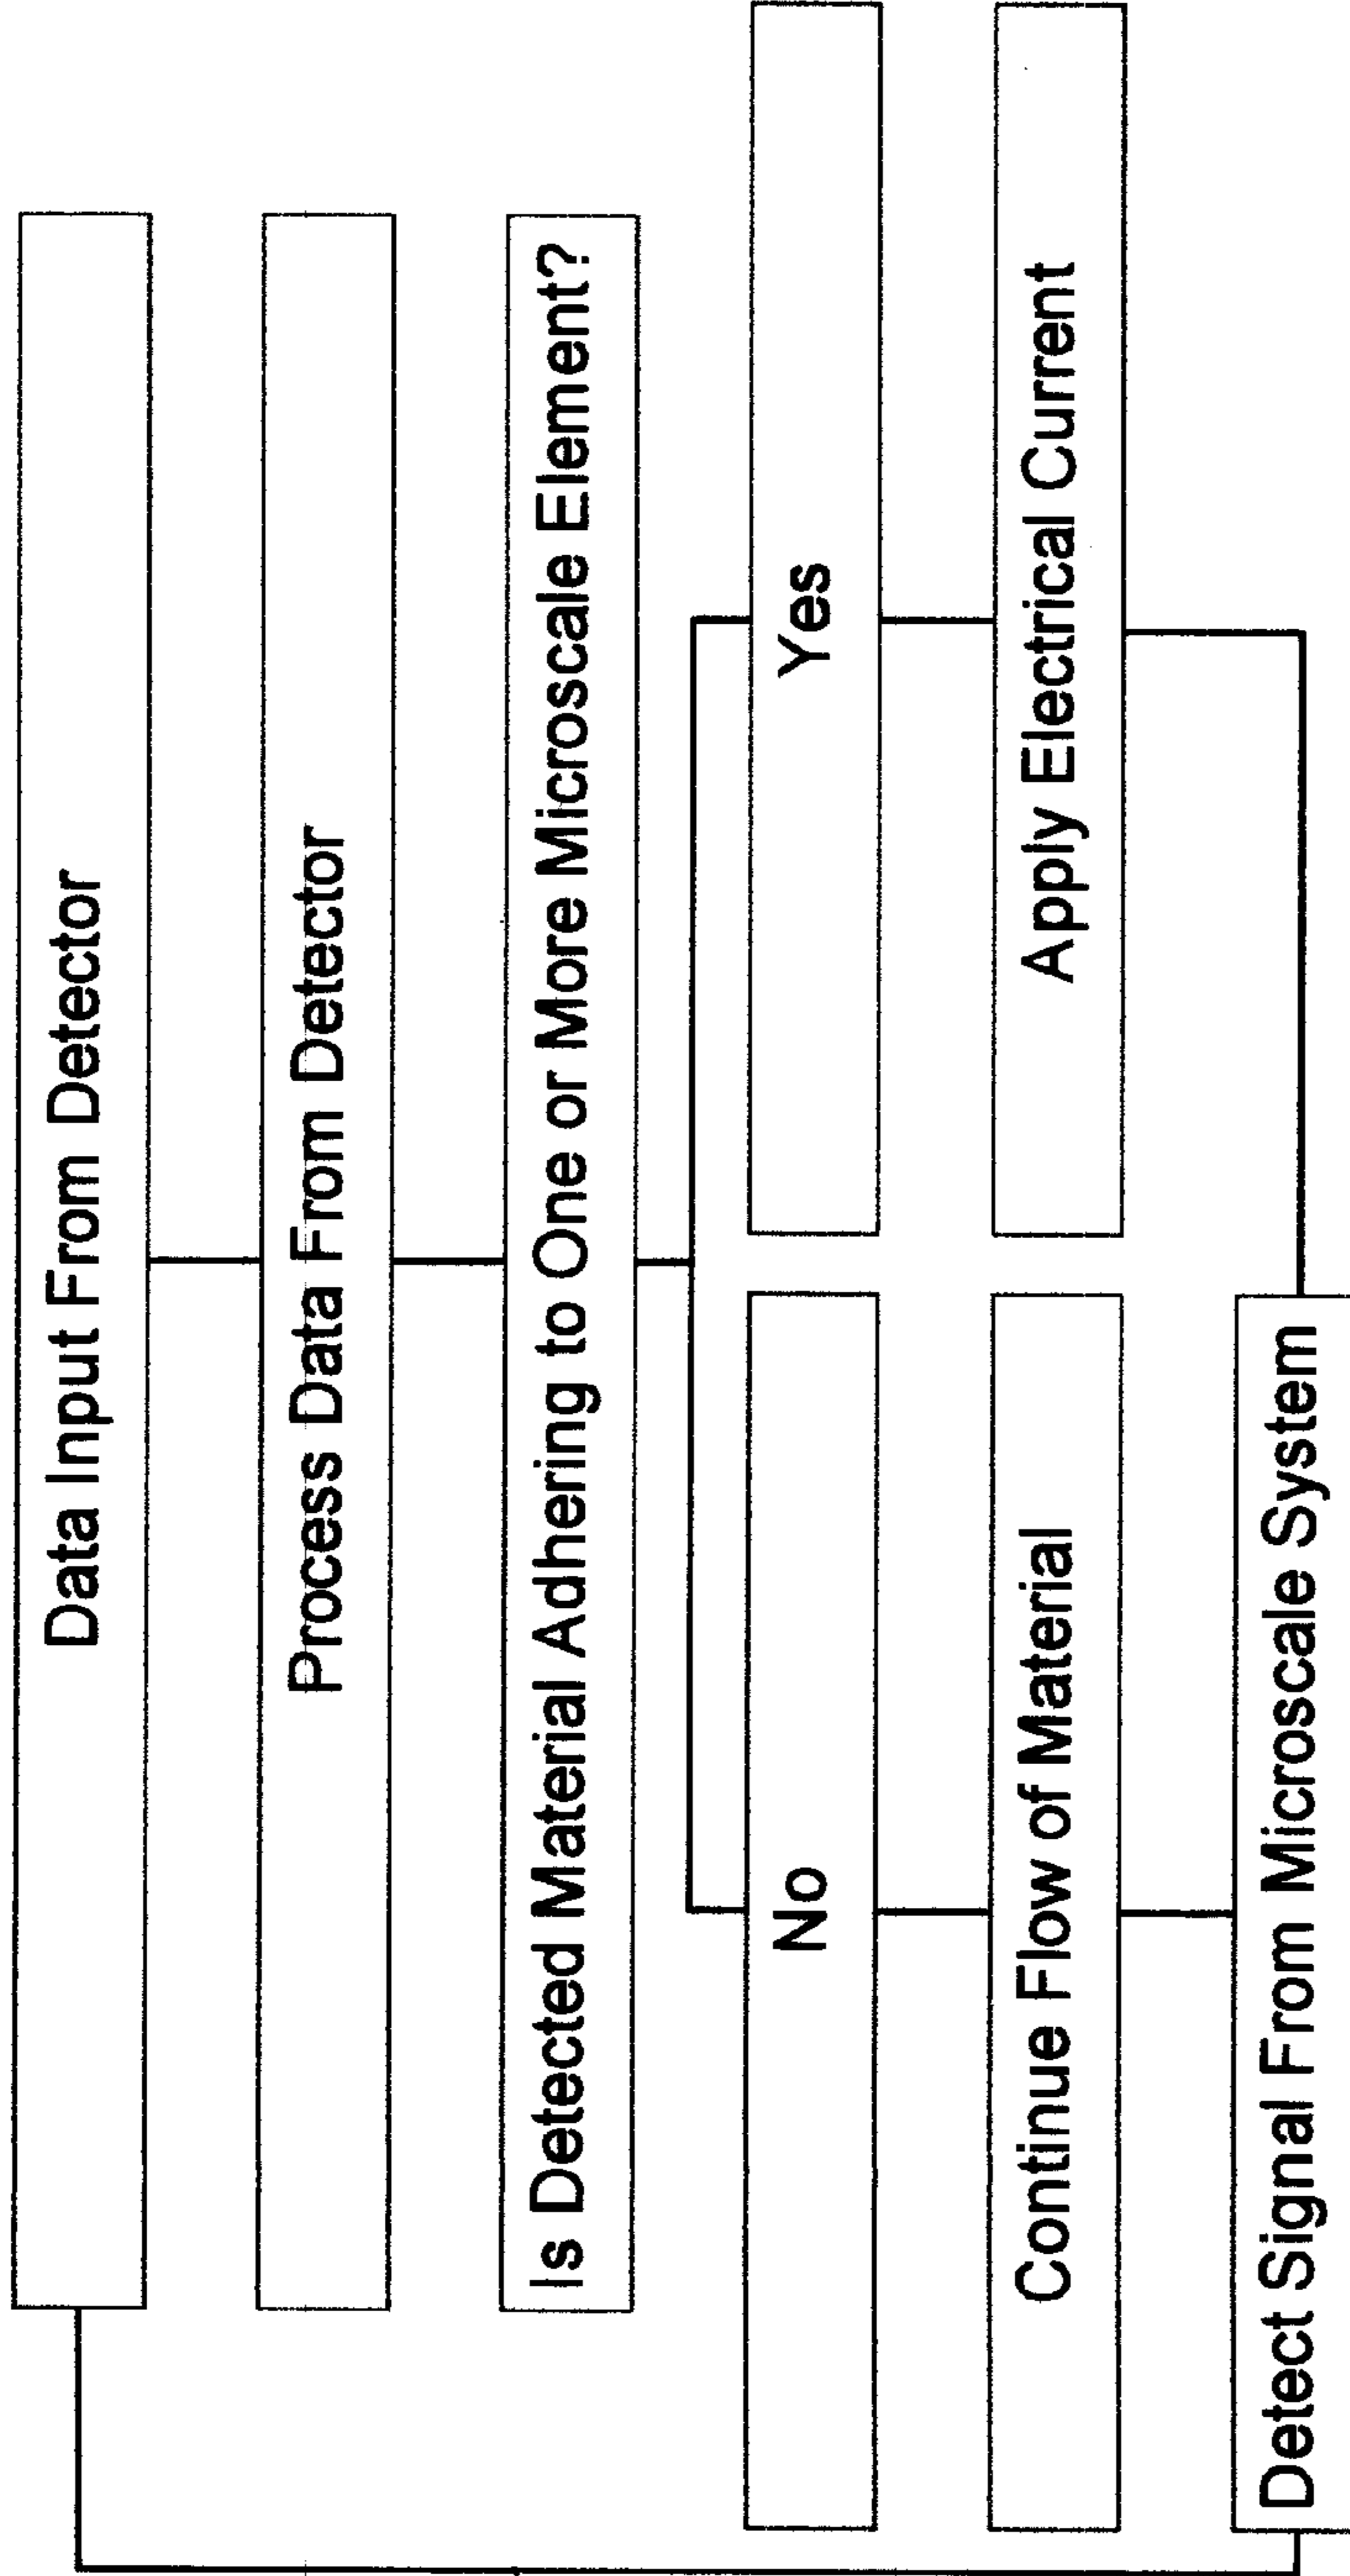 Data Input From Detector
Process Data From Detector
Is Detected Material Adhering to One or More Microscale Element?
No
Yes
Continue Flow of Material
Apply Electrical Current
Detect Signal From Microscale System